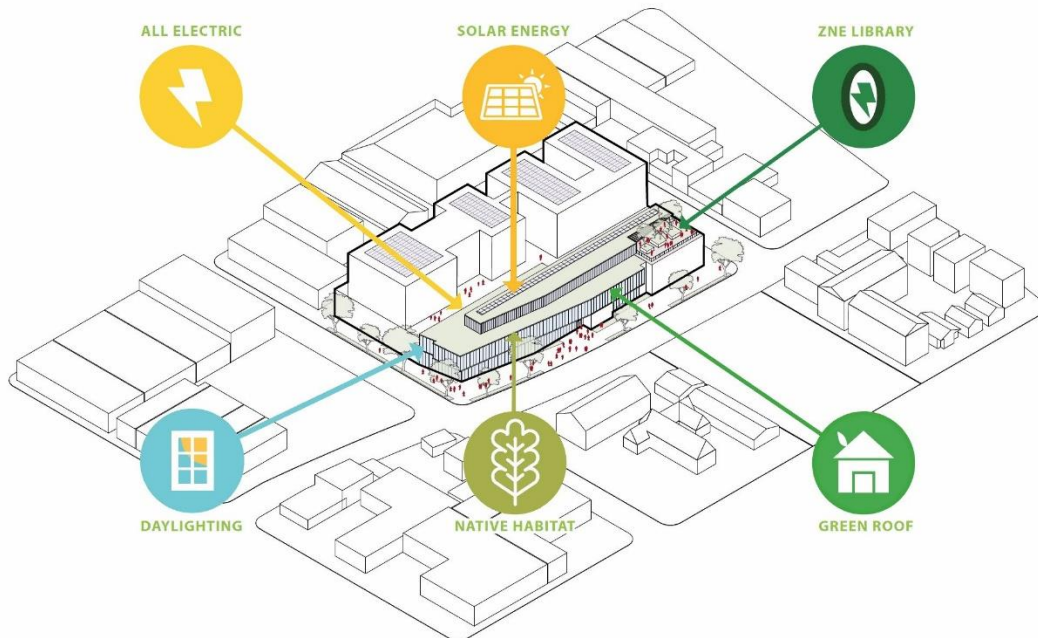 ALL ELECTRIC
SOLAR ENERGY
ZNE LIBRARY
DAYLIGHTING
NATIVE HABITAT
GREEN ROOF